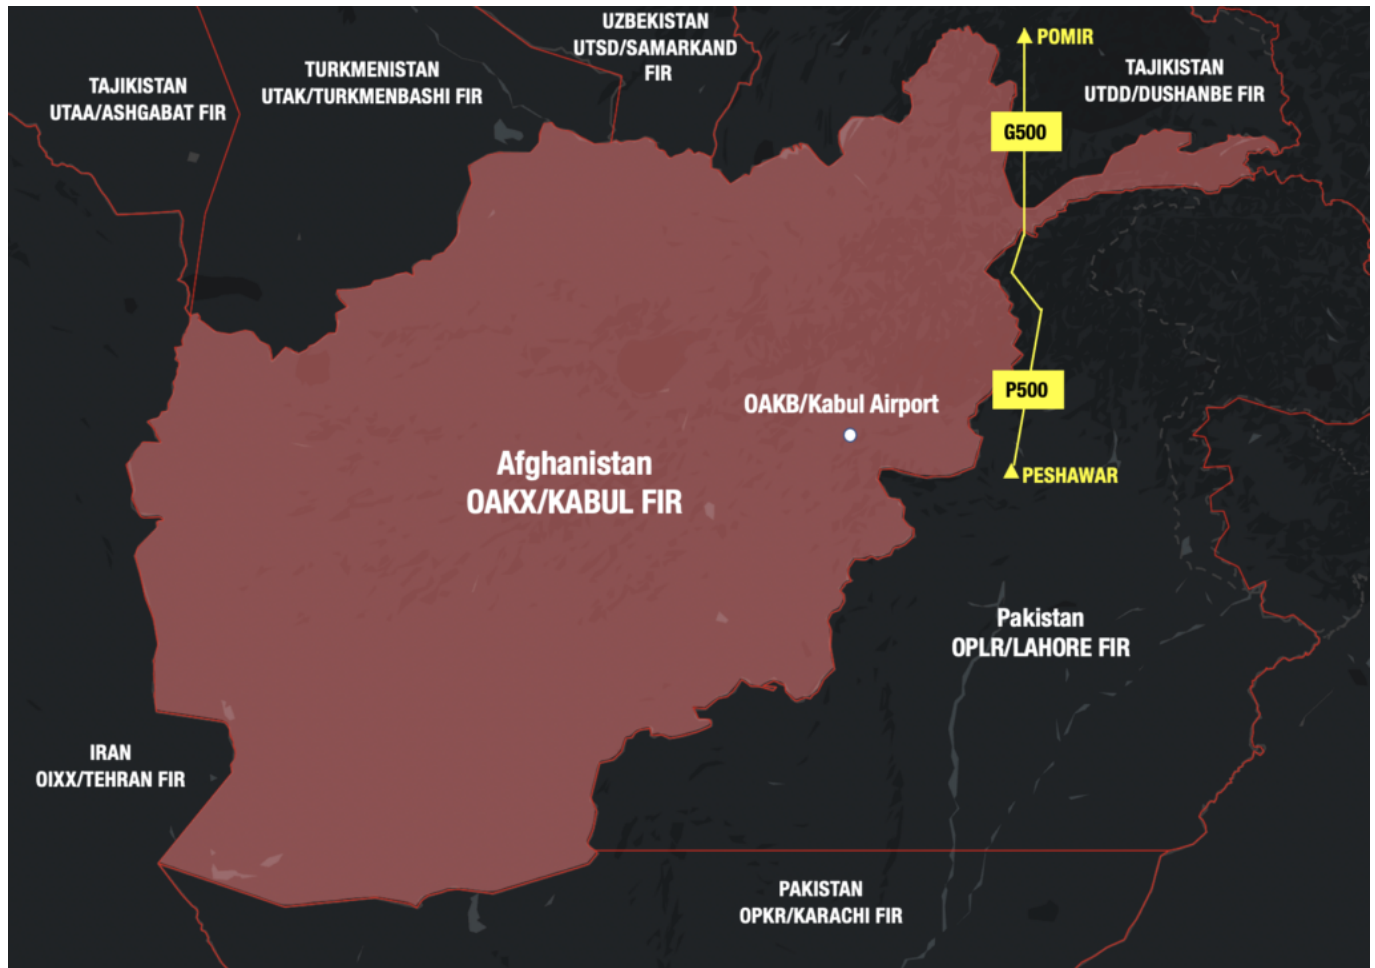 UZBEKISTAN
UTSD/SAMARKAND
FIR
POMIR
TAJIKISTAN
UTAA/ASHGABAT FIR
TURKMENISTAN
UTAK/TURKMENBASHI FIR
TAJIKISTAN
UTDD/DUSHANBE FIR
G500
P500
OAKB/Kabul Airport
Afghanistan
OAKX/KABUL FIR
PESHAWAR
Pakistan
OPLR/LAHORE FIR
IRAN
OIXX/TEHRAN FIR
PAKISTAN
OPKR/KARACHI FIR